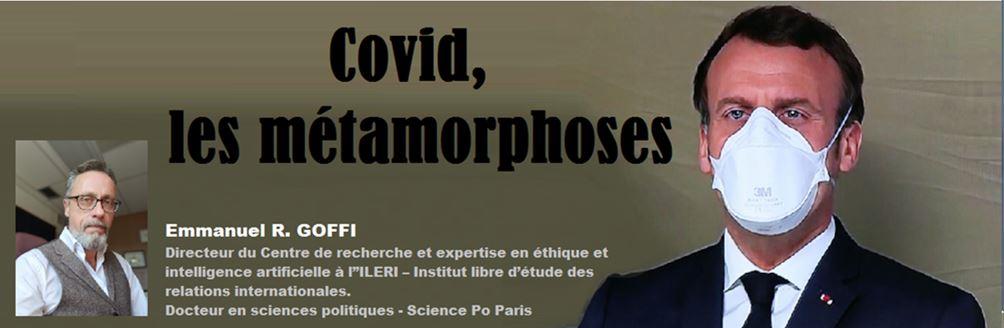 Covid,
les métamorphoses
Emmanuel R. GOFFI
Directeur du Centre de recherche et expertise en éthique et
intelligence artificielle à l’’ILERI – Institut libre d’étude des
relations internationales.
Docteur en sciences politiques - Science Po Paris
3M